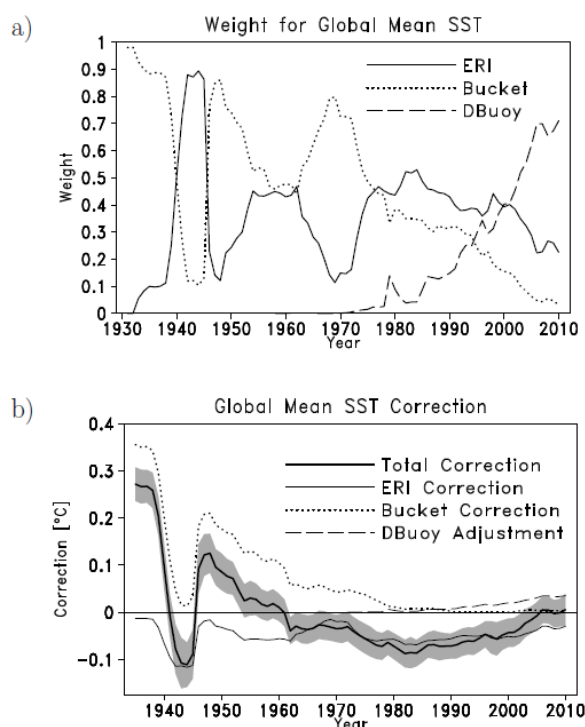 a)
Weight for Global Mean SST
ERI
Bucket
DBuoy
Weight
1
0.9
0.8
0.7
0.6
0.5
0.4
0.3
0.2
0.1
0
1930 1940 1950 1960 1970 1980 1990 2000 2010
Year
b)
Global Mean SST Correction
Total Correction
ERI Correction
Bucket Correction
DBuoy Adjustment
Correction [°C]
0.4
0.3
0.2
0.1
0
-0.1
1940 1950 1960 1970 1980 1990 2000 2010
Year